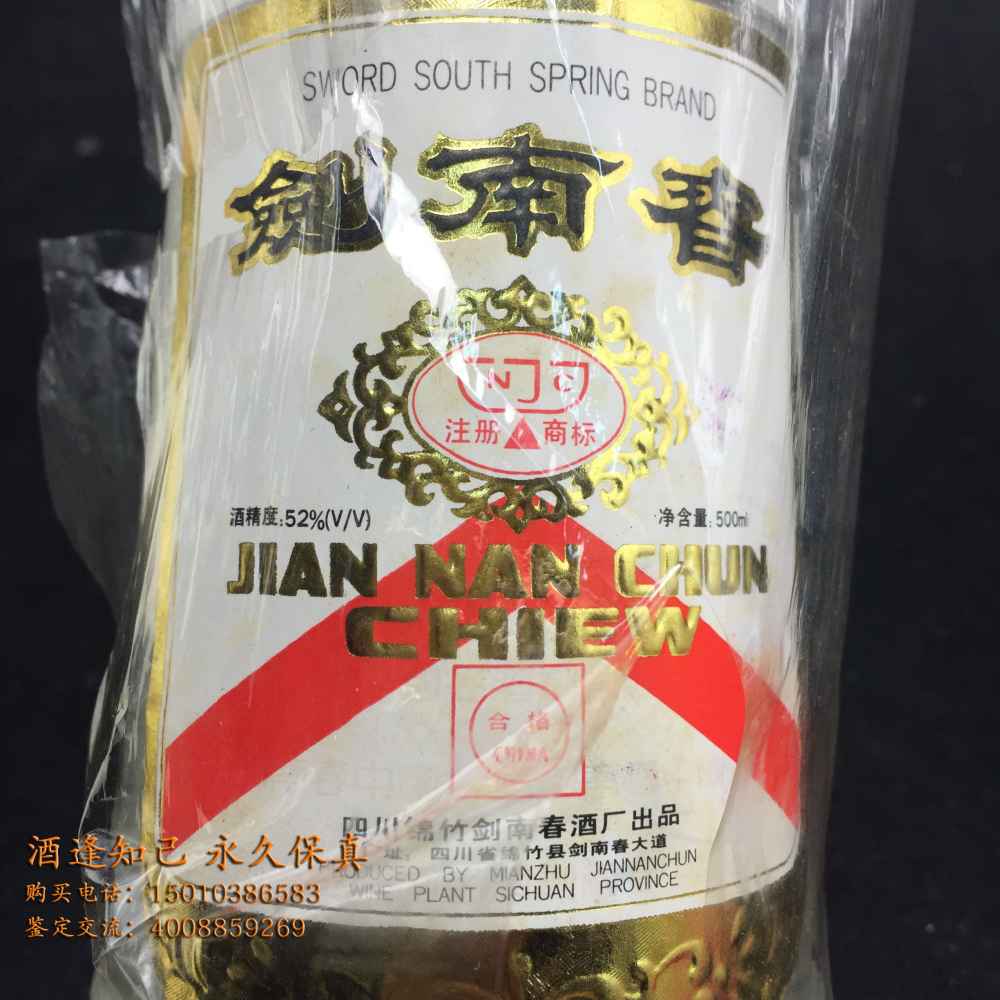 SWORD SOUTH SPRING BRAND
劍南春
N C
注册 商标
酒精度:52%(V/V) 净含量:500ml
JIAN NAN CHUN
CHIEW
合格
四川绵竹剑南春酒厂出品
址: 四川省绵竹县剑南春大道
PRODUCED BY MIANZHU JIANNANCHUN
WINE PLANT SICHUAN PROVINCE
酒逢知己 永久保真
购买电话: 15010386583
鉴定交流: 4008859269